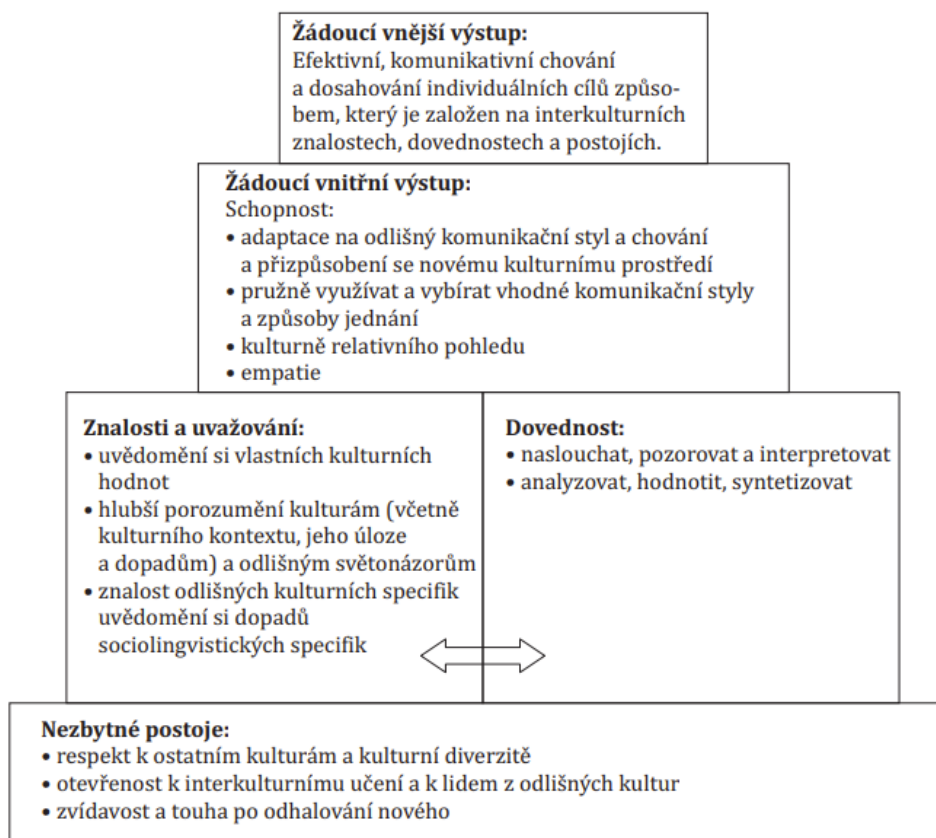 Žádoucí vnější výstup:
Efektivní, komunikativní chování
a dosahování individuálních cílů způso-
bem, který je založen na interkulturních
znalostech, dovednostech a postojích.
Žádoucí vnitřní výstup:
Schopnost:
• adaptace na odlišný komunikační styl a chování
a přizpůsobení se novému kulturnímu prostředí
• pružně využívat a vybírat vhodné komunikační styly
a způsoby jednání
• kulturně relativního pohledu
• empatie
Znalosti a uvažování:
• uvědomění si vlastních kulturních
hodnot
• hlubší porozumění kulturám (včetně
kulturního kontextu, jeho úloze
a dopadům) a odlišným světonázorům
• znalost odlišných kulturních specifik
uvědomění si dopadů
sociolingvistických specifik
Dovednost:
• naslouchat, pozorovat a interpretovat
• analyzovat, hodnotit, syntetizovat
Nezbytné postoje:
• respekt k ostatním kulturám a kulturní diverzitě
• otevřenost k interkulturnímu učení a k lidem z odlišných kultur
• zvídavost a touha po odhalování nového